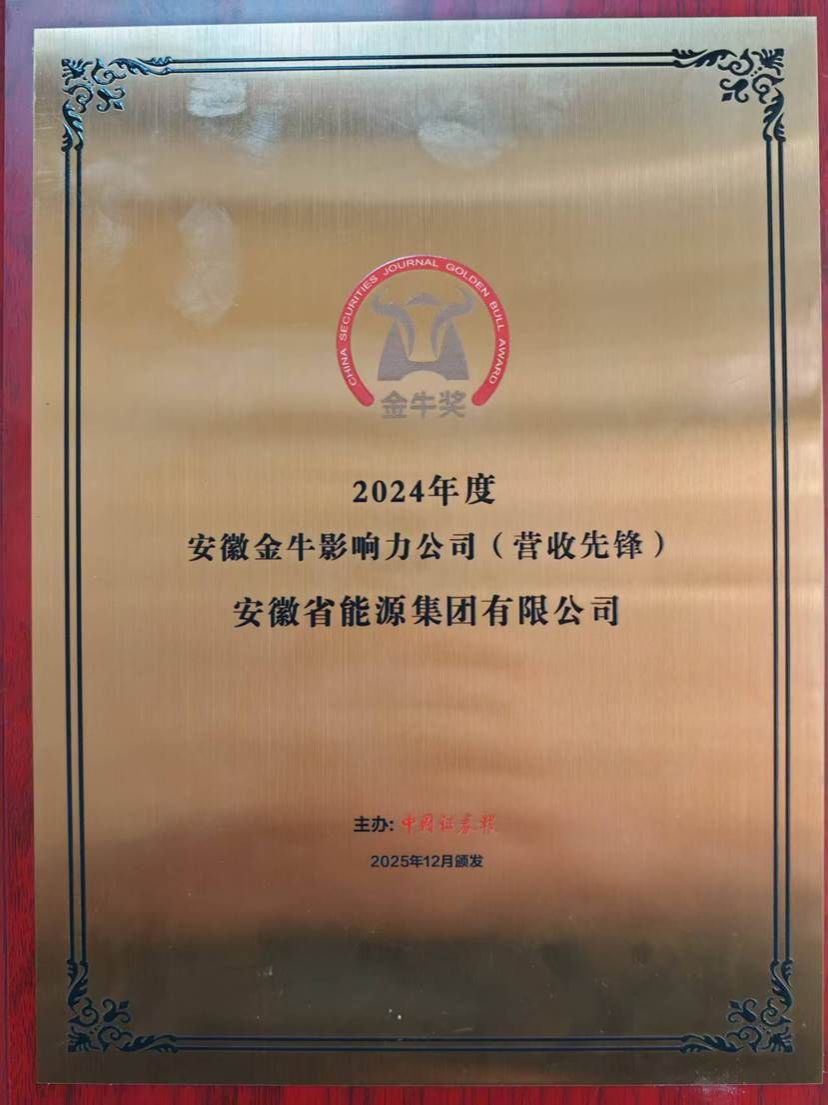 CHINA SECURITIES JOURNAL GOLDEN BULL AWARD
金牛奖
2024年度
安徽金牛影响力公司（营收先锋）
安徽省能源集团有限公司
主办: 中国证券报
2025年12月颁发